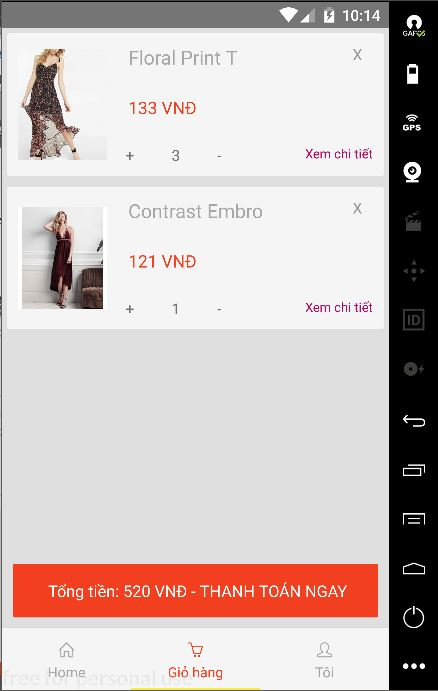 10:14
Floral Print T
X
133 VNĐ
+ 3 -
Xem chi tiết
Contrast Embro
X
121 VNĐ
+ 1 -
Xem chi tiết
Tổng tiền: 520 VNĐ - THANH TOÁN NGAY
Home
Giỏ hàng
Tôi
free for personal use
GPS
ID